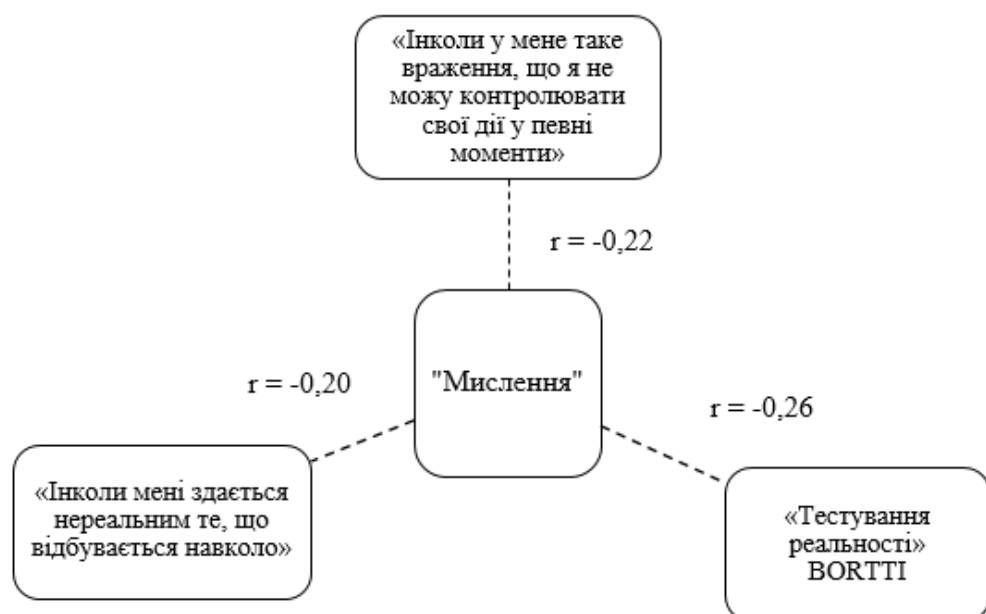 «Інколи у мене таке
враження, що я не
можу контролювати
свої дії у певні
моменти»
r = -0,22
"Мислення"
r = -0,20
r = -0,26
«Інколи мені здається
нереальним те, що
відбувається навколо»
«Тестування
реальності»
BORTTI